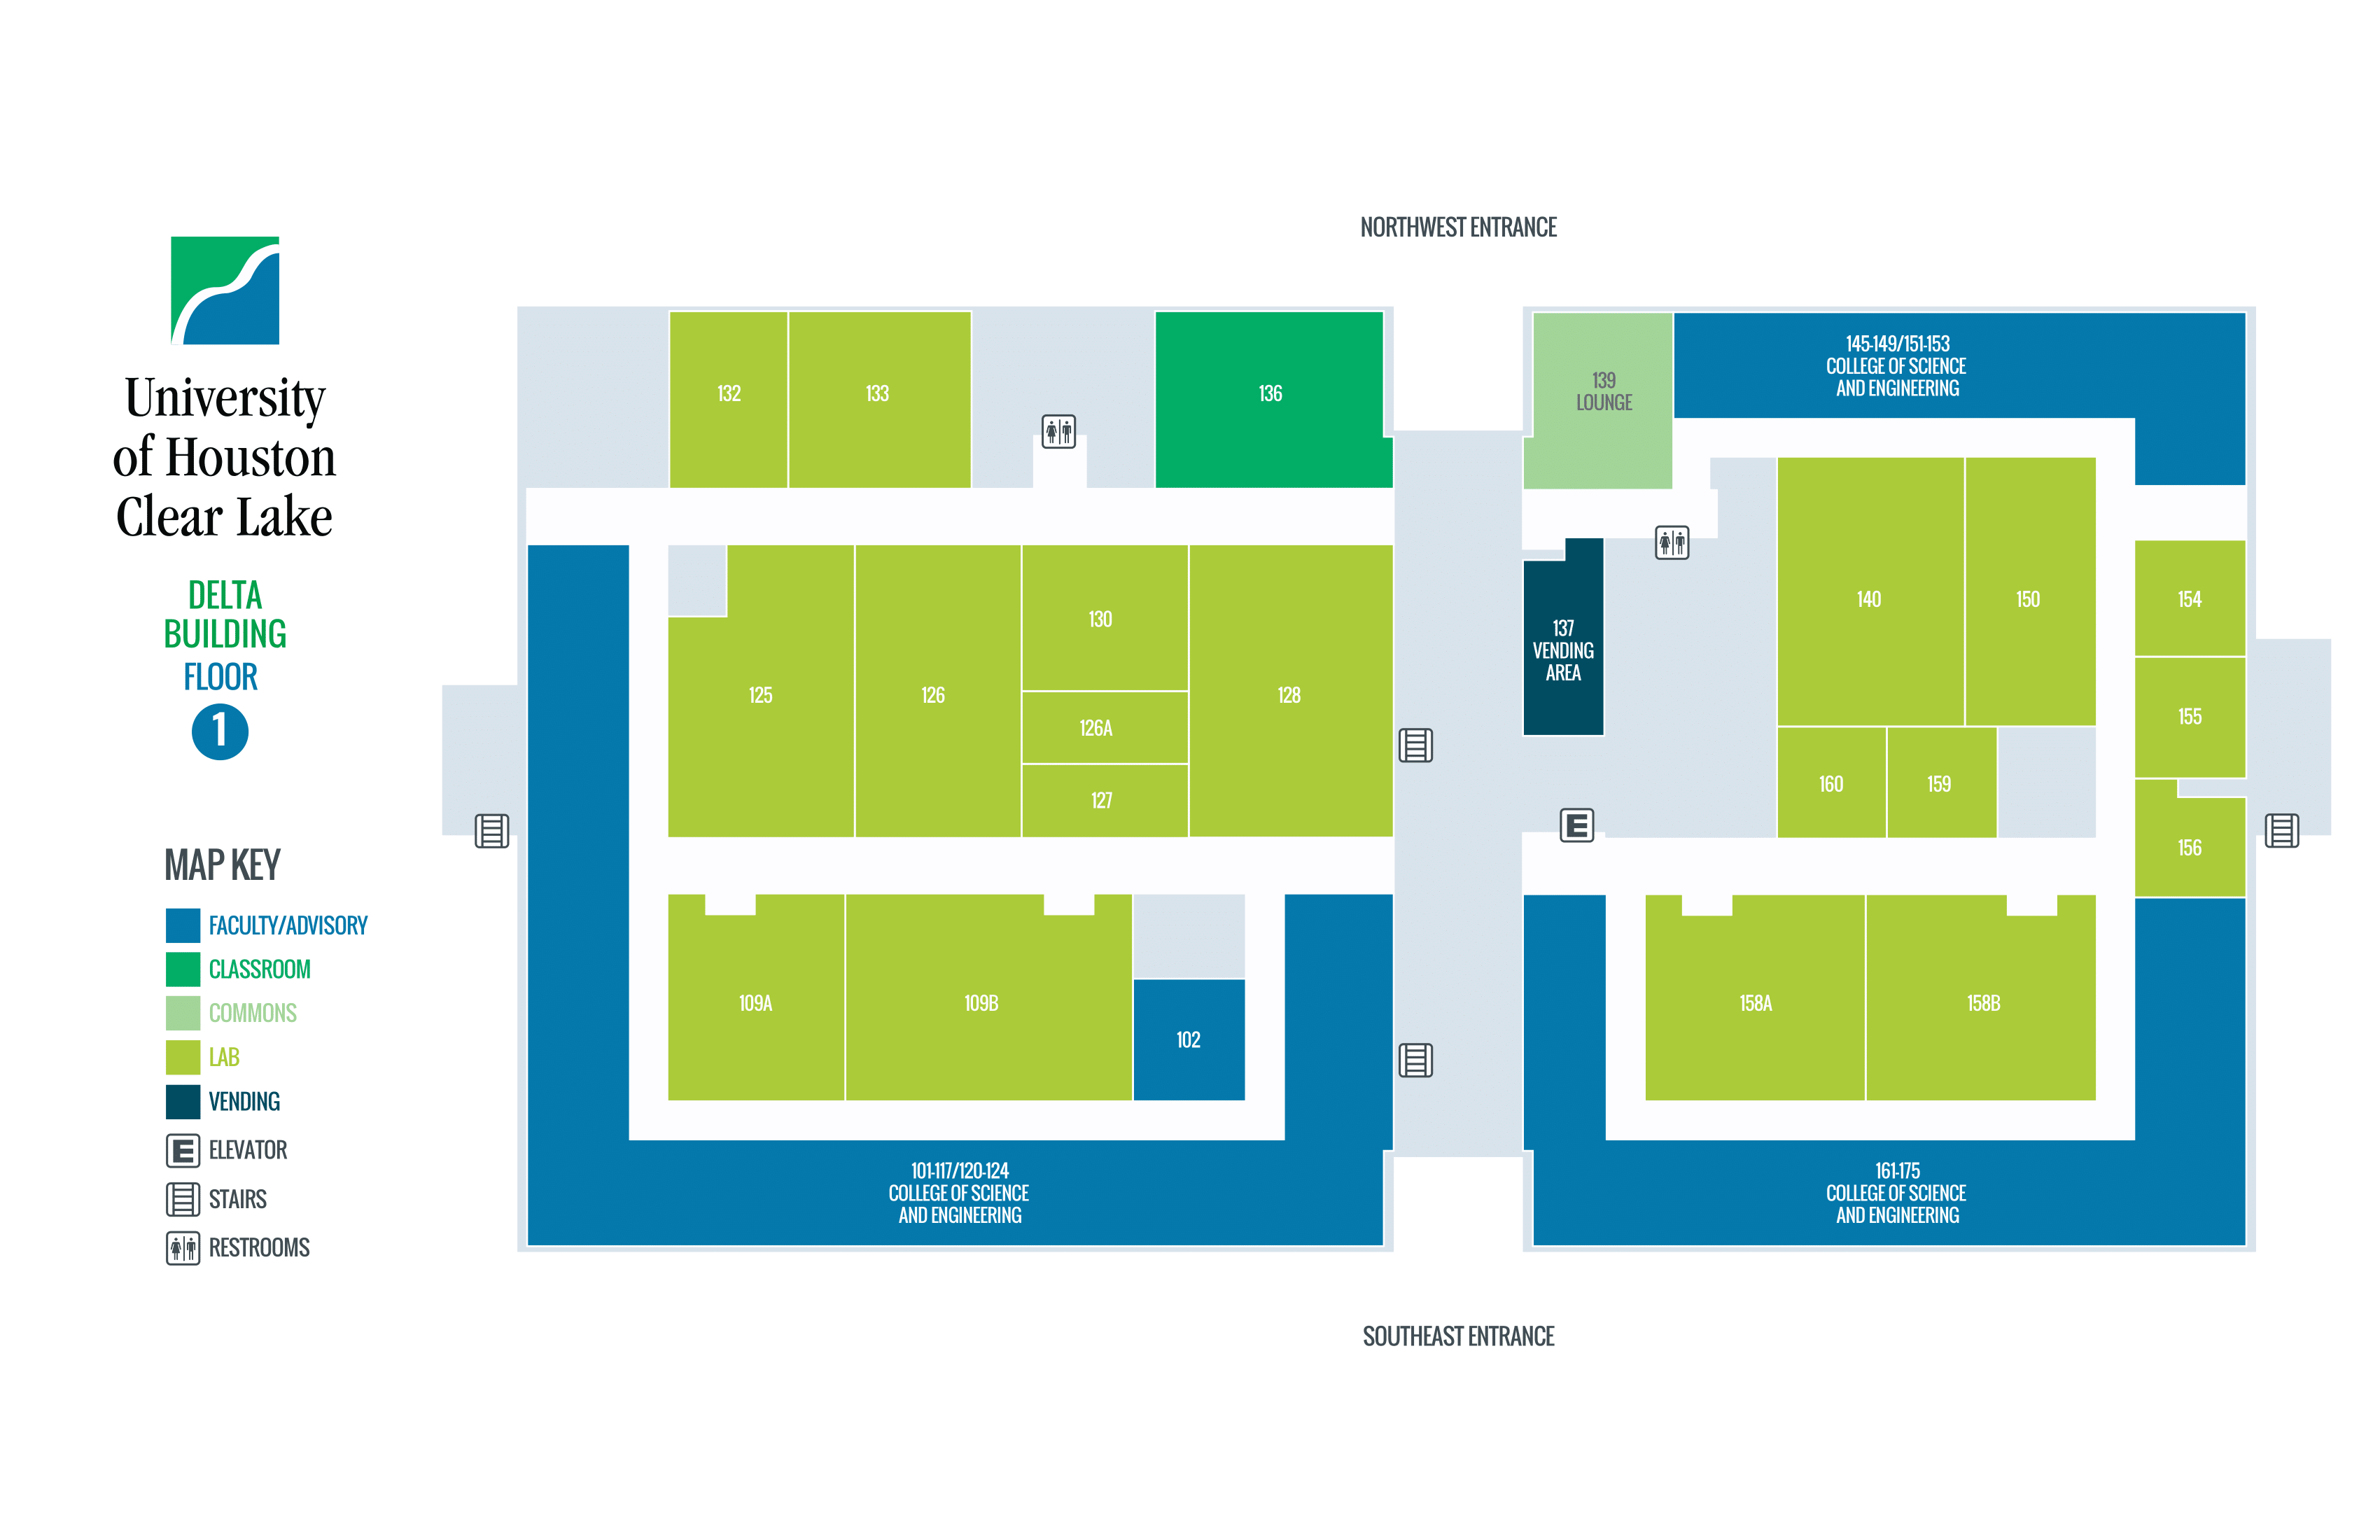 University
of Houston
Clear Lake
DELTA
BUILDING
FLOOR
1
MAP KEY
FACULTY/ADVISORY
CLASSROOM
COMMONS
LAB
VENDING
E ELEVATOR
STAIRS
RESTROOMS
NORTHWEST ENTRANCE
132
133
136
139
LOUNGE
145-149/151-153
COLLEGE OF SCIENCE
AND ENGINEERING
125
126
130
126A
127
128
137
VENDING
AREA
140
150
154
155
160
159
156
E
109A
109B
102
158A
158B
101-117/120-124
COLLEGE OF SCIENCE
AND ENGINEERING
161-175
COLLEGE OF SCIENCE
AND ENGINEERING
SOUTHEAST ENTRANCE